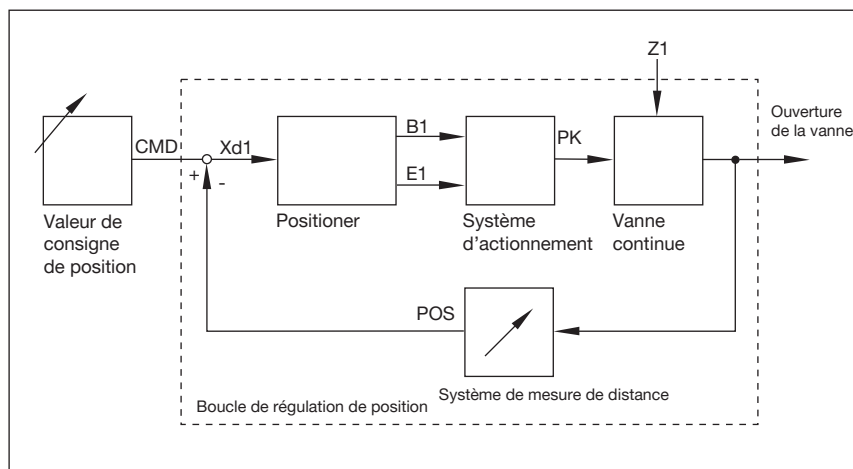 Z1
Ouverture
de la vanne
CMD
Xd1
B1
E1
PK
+
-
Valeur de
consigne
de position
Positioner
Système
d'actionnement
Vanne
continue
POS
Système de mesure de distance
Boucle de régulation de position